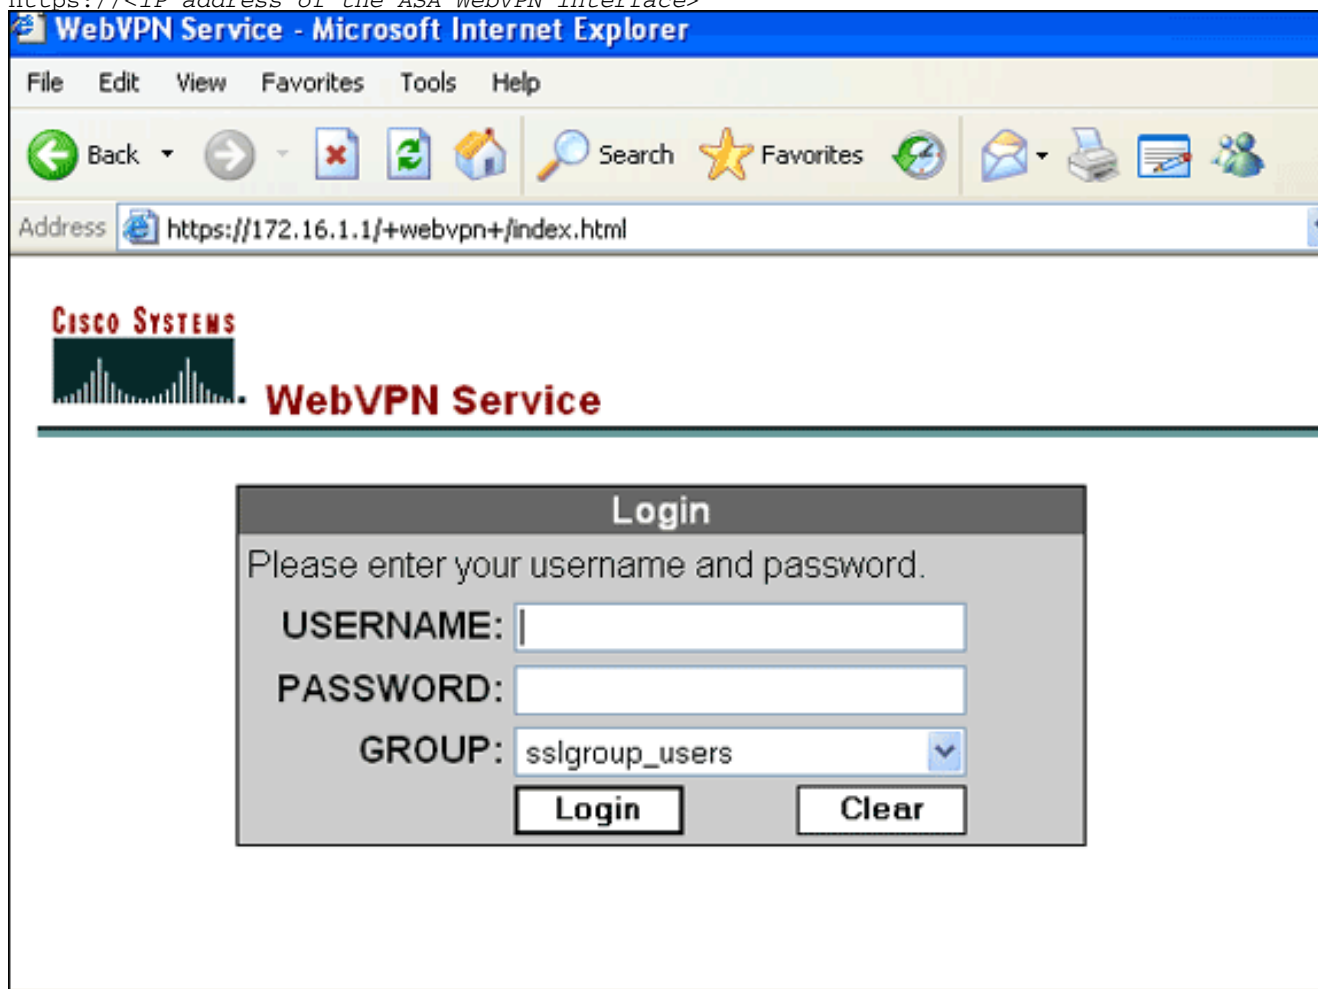 https://<IP address of the ASA WebVPN Interface>
WebVPN Service - Microsoft Internet Explorer
File Edit View Favorites Tools Help
Back Search Favorites
Address https://172.16.1.1/+webvpn+/index.html
CISCO SYSTEMS
WebVPN Service
Login
Please enter your username and password.
USERNAME:
PASSWORD:
GROUP: sslgroup_users
Login Clear